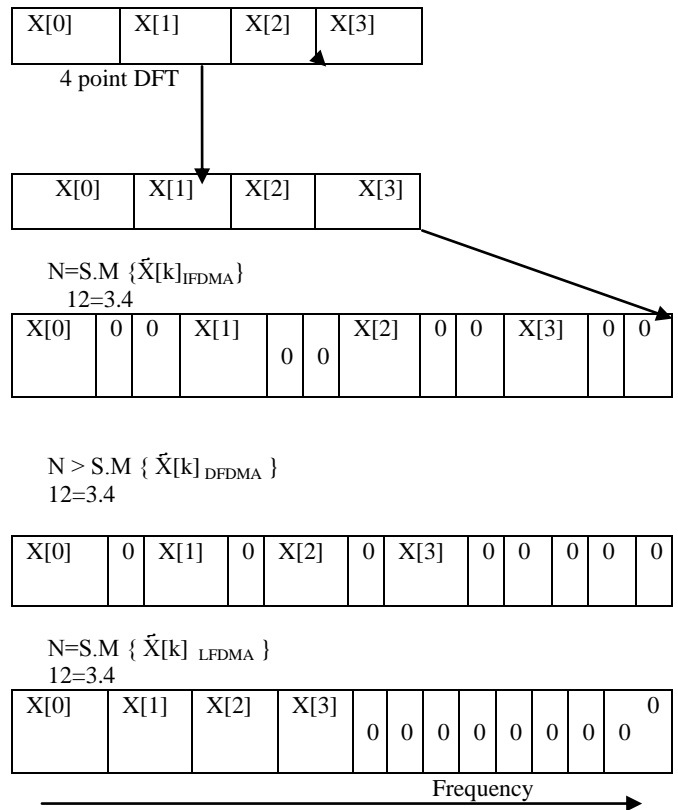 X[0] X[1] X[2] X[3]
4 point DFT
X[0] X[1] X[2] X[3]
N=S.M {Ẍ[k]IFDMA}
12=3.4
X[0] 0 0 X[1] 0 0 X[2] 0 0 X[3] 0 0
N > S.M { Ẍ[k] DFDMA }
12=3.4
X[0] 0 X[1] 0 X[2] 0 X[3] 0 0 0 0 0
N=S.M { Ẍ[k] LFDMA }
12=3.4
X[0] X[1] X[2] X[3] 0
0 0 0 0 0 0 0 0
Frequency